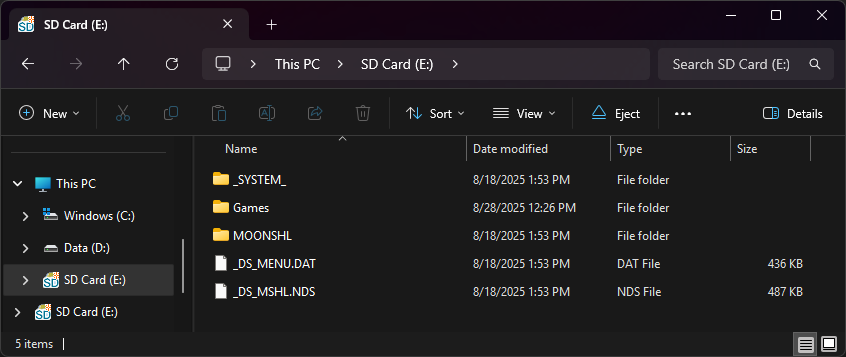 SD Card (E:)
This PC > SD Card (E:) > Search SD Card (E:)
New Sort View Eject ... Details
Name Date modified Type Size
_SYSTEM_ 8/18/2025 1:53 PM File folder
Games 8/28/2025 12:26 PM File folder
MOONSHL 8/18/2025 1:53 PM File folder
_DS_MENU.DAT 8/18/2025 1:53 PM DAT File 436 KB
_DS_MSHL.NDS 8/18/2025 1:53 PM NDS File 487 KB
This PC
Windows (C:)
Data (D:)
SD Card (E:)
SD Card (E:)
5 items